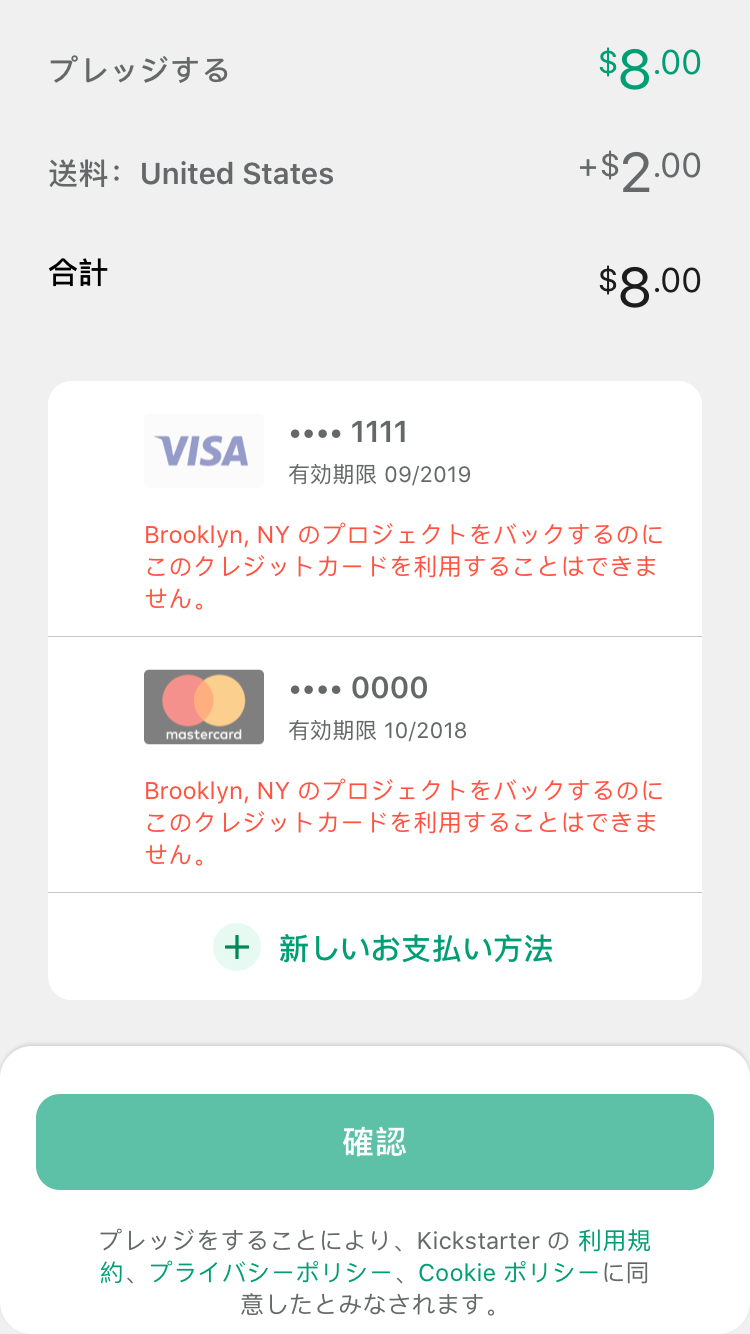 プレッジする $8.00
送料： United States +$2.00
合計 $8.00
VISA •••• 1111
有効期限 09/2019
Brooklyn, NY のプロジェクトをバックするのに
このクレジットカードを利用することはできま
せん。
mastercard •••• 0000
有効期限 10/2018
Brooklyn, NY のプロジェクトをバックするのに
このクレジットカードを利用することはできま
せん。
+ 新しいお支払い方法
確認
プレッジをすることにより、Kickstarter の 利用規
約、プライバシーポリシー、Cookie ポリシーに同
意したとみなされます。